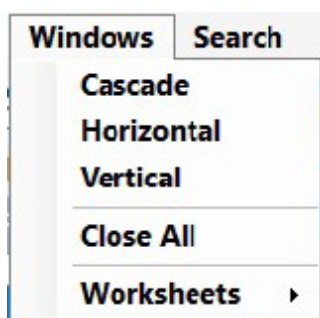 Windows Search
Cascade
Horizontal
Vertical
Close All
Worksheets